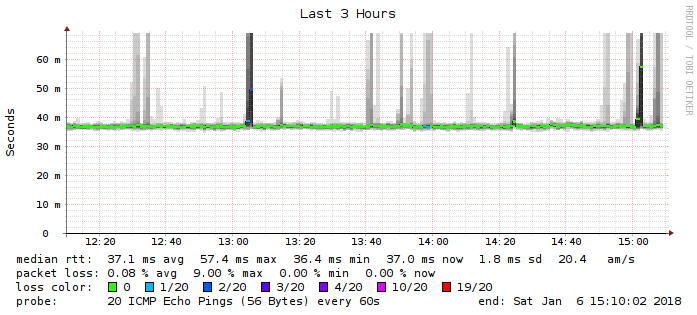 Last 3 Hours
RRDTOOL / TOBI OETIKER
Seconds
60 m
50 m
40 m
30 m
20 m
10 m
0
12:20 12:40 13:00 13:20 13:40 14:00 14:20 14:40 15:00
median rtt: 37.1 ms avg 57.4 ms max 36.4 ms min 37.0 ms now 1.8 ms sd 20.4 am/s
packet loss: 0.08 % avg 9.00 % max 0.00 % min 0.00 % now
loss color: 0 1/20 2/20 3/20 4/20 10/20 19/20
probe: 20 ICMP Echo Pings (56 Bytes) every 60s end: Sat Jan 6 15:10:02 2018